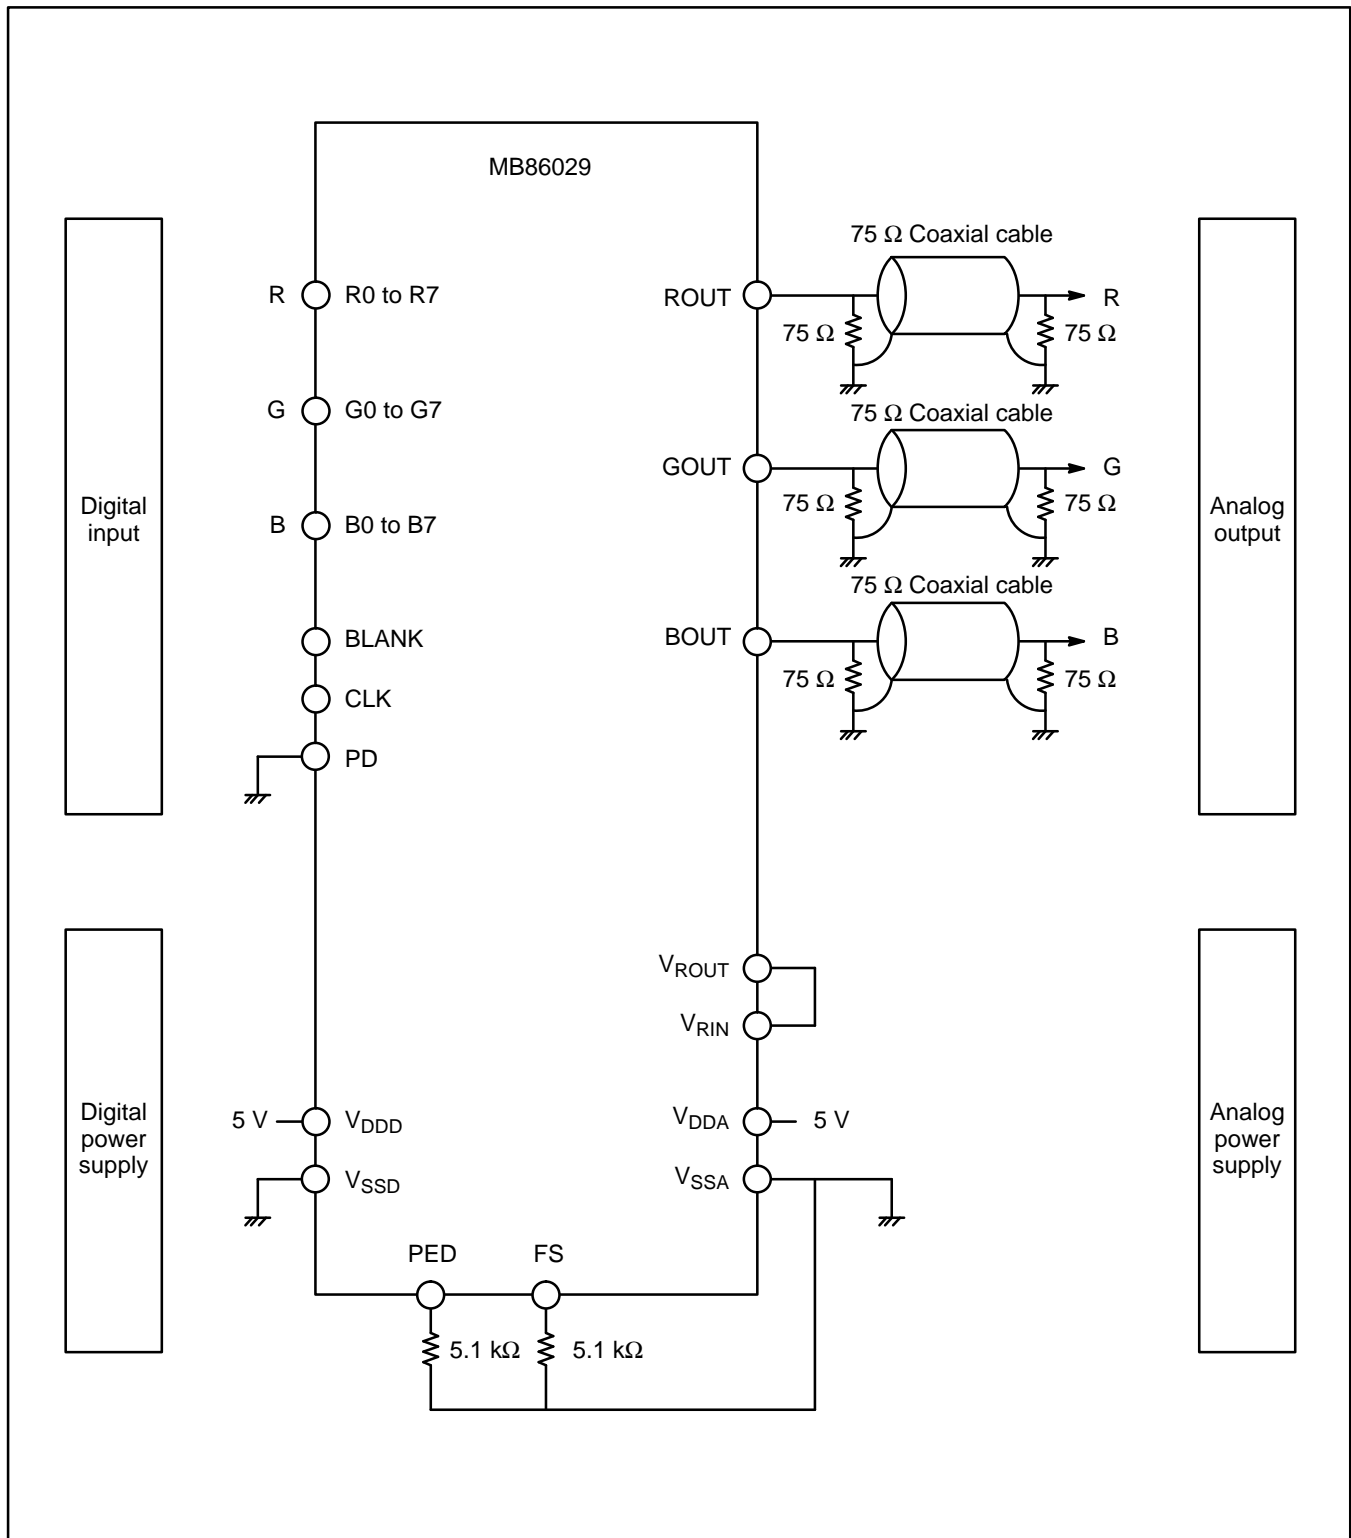 MB86029
75 Ω Coaxial cable
R R0 to R7 ROUT R
75 Ω 75 Ω
G G0 to G7 75 Ω Coaxial cable
GOUT G
75 Ω 75 Ω
Digital
input
Analog
output
B B0 to B7
75 Ω Coaxial cable
BLANK BOUT B
75 Ω 75 Ω
CLK
PD
VROUT
VRIN
Digital
power
supply
5 V VDDD VDDA 5 V
Analog
power
supply
VSSD VSSA
PED FS
5.1 kΩ 5.1 kΩ